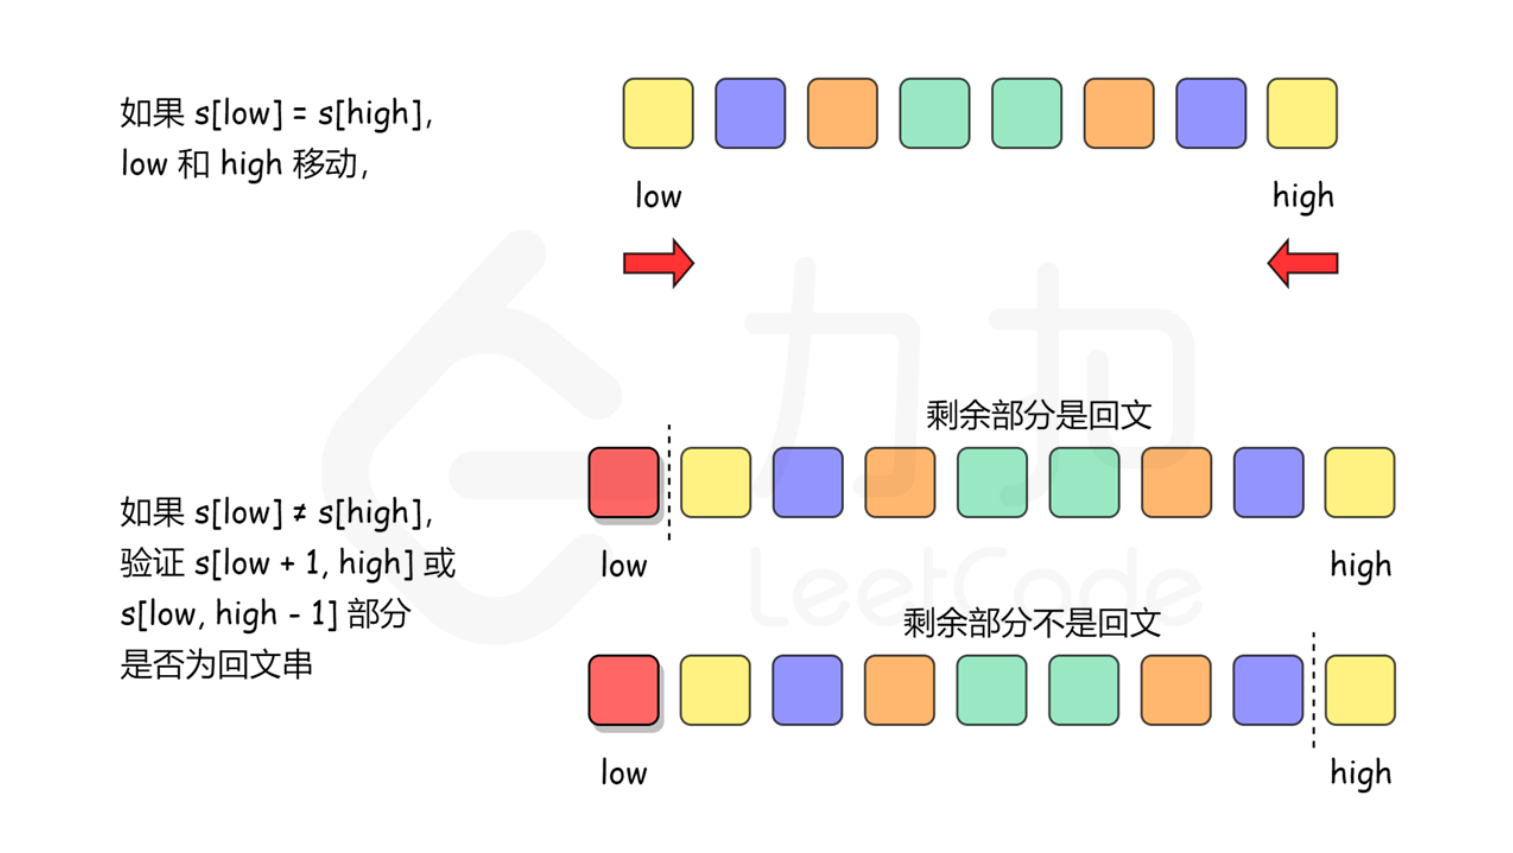 如果 s[low] = s[high],
low 和 high 移动,
low
high
力扣
剩余部分是回文
如果 s[low] ≠ s[high],
验证 s[low + 1, high] 或
s[low, high - 1] 部分
是否为回文串
low
high
LeetCode
剩余部分不是回文
low
high